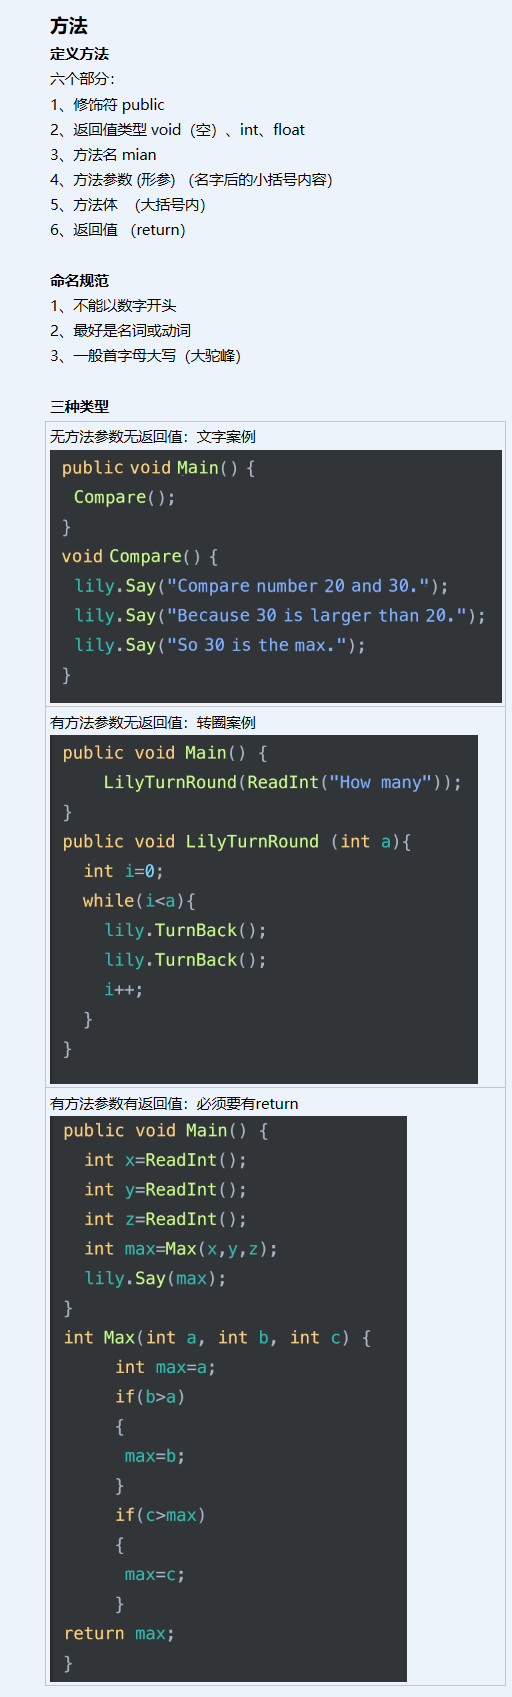 方法
定义方法
六个部分：
1、修饰符 public
2、返回值类型 void（空）、int、float
3、方法名 mian
4、方法参数 (形参) （名字后的小括号内容）
5、方法体 （大括号内）
6、返回值 （return）
命名规范
1、不能以数字开头
2、最好是名词或动词
3、一般首字母大写（大驼峰）
三种类型
无方法参数无返回值：文字案例
public void Main() {
Compare();
}
void Compare() {
lily.Say("Compare number 20 and 30.");
lily.Say("Because 30 is larger than 20.");
lily.Say("So 30 is the max.");
}
有方法参数无返回值：转圈案例
public void Main() {
LilyTurnRound(ReadInt("How many"));
}
public void LilyTurnRound (int a){
int i=0;
while(i<a){
lily.TurnBack();
lily.TurnBack();
i++;
}
}
有方法参数有返回值：必须要有return
public void Main() {
int x=ReadInt();
int y=ReadInt();
int z=ReadInt();
int max=Max(x,y,z);
lily.Say(max);
}
int Max(int a, int b, int c) {
int max=a;
if(b>a)
{
max=b;
}
if(c>max)
{
max=c;
}
return max;
}